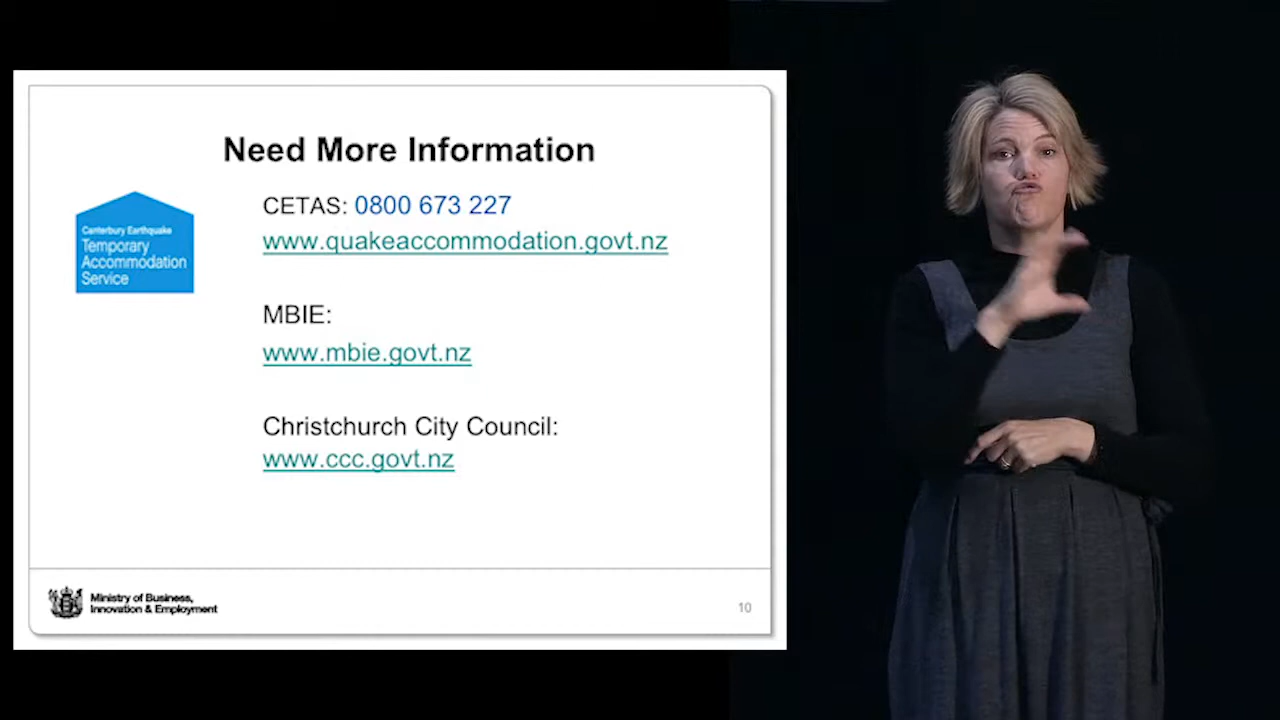 Need More Information
CETAS: 0800 673 227
www.quakeaccommodation.govt.nz
Canterbury Earthquake
Temporary
Accommodation
Service
MBIE:
www.mbie.govt.nz
Christchurch City Council:
www.ccc.govt.nz
Ministry of Business,
Innovation & Employment
10